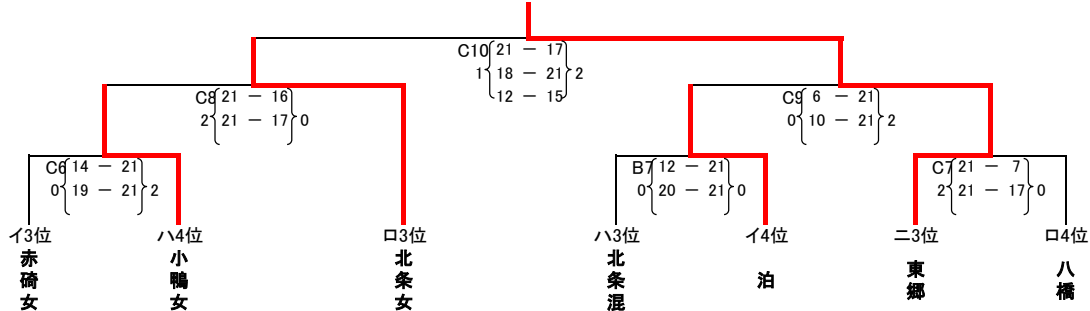 C10 21 － 17
1 18 － 21 2
12 － 15
C8 21 － 16
2 21 － 17 0
C9 6 － 21
0 10 － 21 2
C6 14 － 21
0 19 － 21 2
B7 12 － 21
0 20 － 21 0
C7 21 － 7
2 21 － 17 0
イ3位 ハ4位 ロ3位 ハ3位 イ4位 ニ3位 ロ4位
赤碕女 小鴨女 北条女 北条混 泊 東郷 八橋